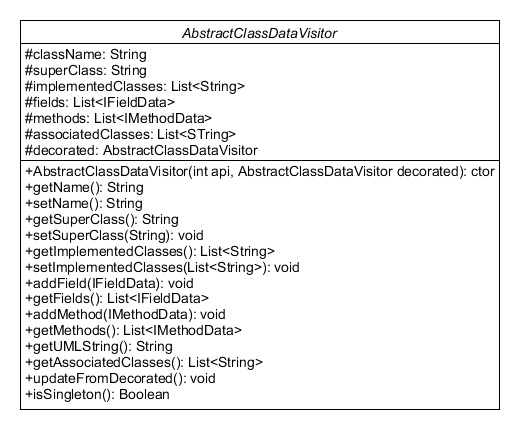 AbstractClassDataVisitor
#className: String
#superClass: String
#implementedClasses: List<String>
#fields: List<IFieldData>
#methods: List<IMethodData>
#associatedClasses: List<STring>
#decorated: AbstractClassDataVisitor
+AbstractClassDataVisitor(int api, AbstractClassDataVisitor decorated): ctor
+getName(): String
+setName(): String
+getSuperClass(): String
+setSuperClass(String): void
+getImplementedClasses(): List<String>
+setImplementedClasses(List<String>): void
+addField(IFieldData): void
+getFields(): List<IFieldData>
+addMethod(IMethodData): void
+getMethods(): List<IMethodData>
+getUMLString(): String
+getAssociatedClasses(): List<String>
+updateFromDecorated(): void
+isSingleton(): Boolean